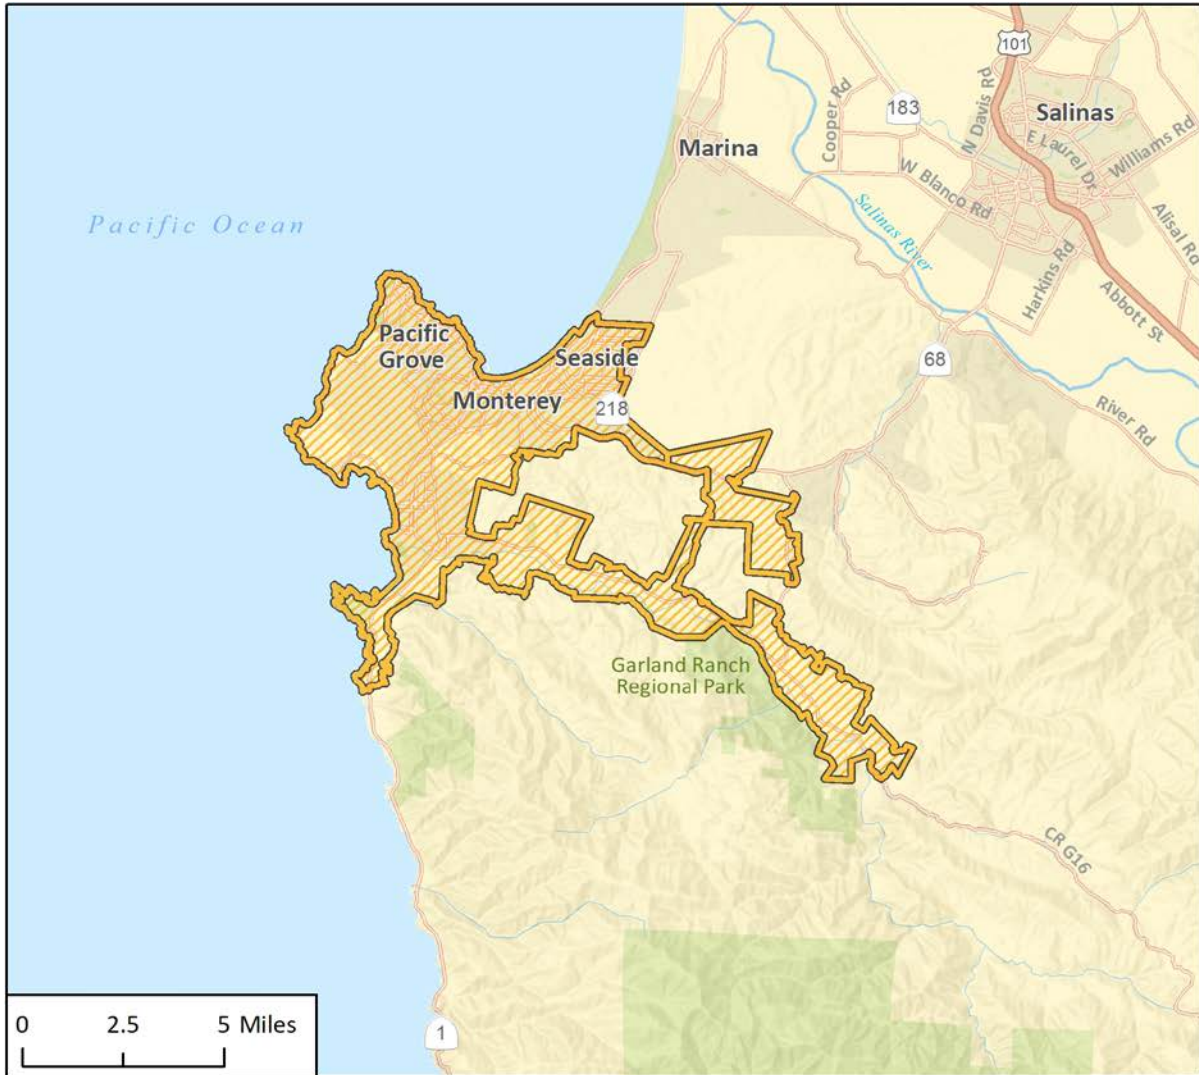 101
183
Salinas
N Davis Rd
Cooper Rd
E Laurel Dr
Williams Rd
Marina
W Blanco Rd
Salinas River
Alisal Rd
Pacific Ocean
Harkins Rd
Abbott St
Pacific
Grove
Seaside
68
Monterey
218
River Rd
Garland Ranch
Regional Park
CR G16
0 2.5 5 Miles
1